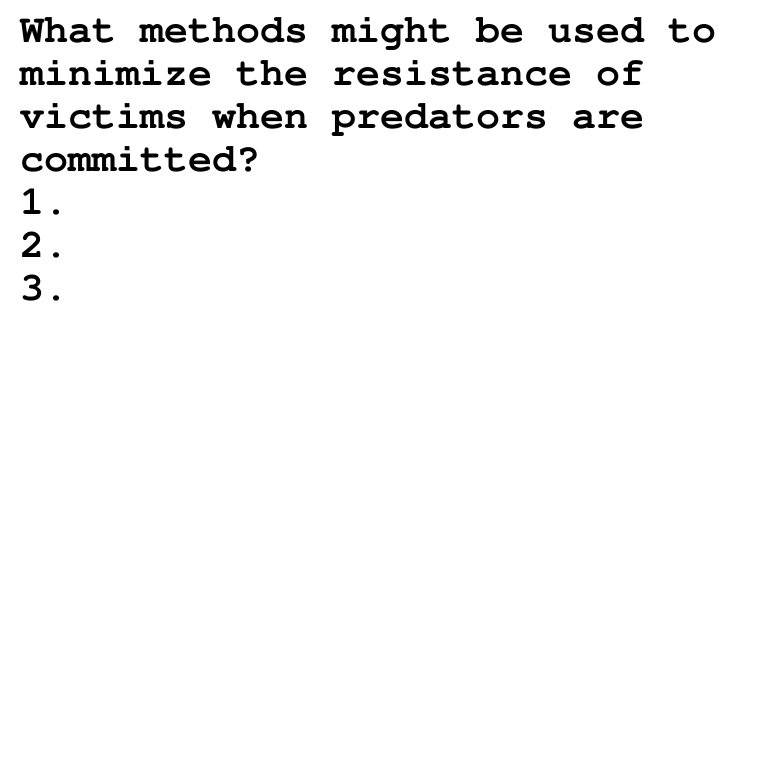 What methods might be used to
minimize the resistance of
victims when predators are
committed?
1.
2.
3.